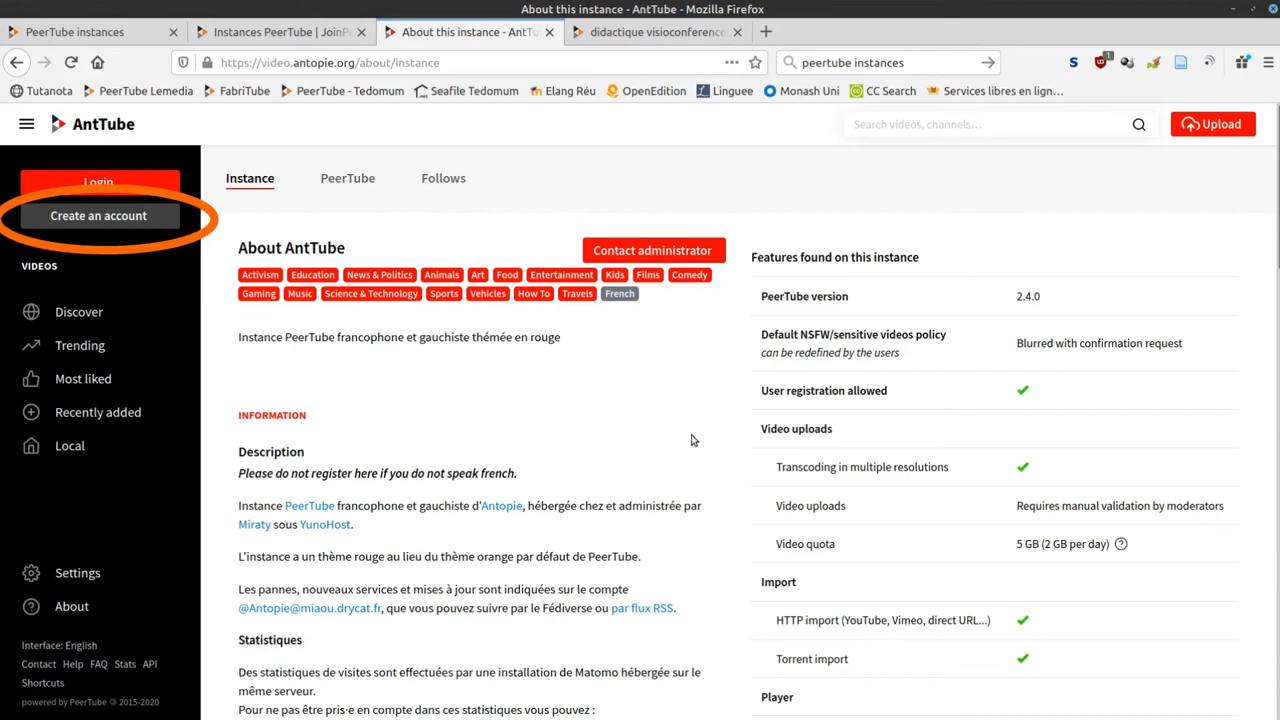 About this instance - AntTube - Mozilla Firefox
PeerTube instances
Instances PeerTube | JoinP
About this instance - AntTu
didactique visioconference
https://video.antopie.org/about/instance
peertube instances
S
1
Tutanota
PeerTube Lemedia
FabriTube
PeerTube - Tedomum
Seafile Tedomum
Elang Réu
OpenEdition
Linguee
Monash Uni
CC Search
Services libres en lign…
AntTube
Search videos, channels…
Upload
Login
Create an account
VIDEOS
Discover
Trending
Most liked
Recently added
Local
Settings
About
Interface: English
Contact Help FAQ Stats API
Shortcuts
powered by PeerTube © 2015-2020
Instance
PeerTube
Follows
About AntTube
Contact administrator
Activism Education News & Politics Animals Art Food Entertainment Kids Films Comedy
Gaming Music Science & Technology Sports Vehicles How To Travels French
Instance PeerTube francophone et gauchiste thémée en rouge
INFORMATION
Description
Please do not register here if you do not speak french.
Instance PeerTube francophone et gauchiste d'Antopie, hébergée chez et administrée par
Miraty sous YunoHost.
L'instance a un thème rouge au lieu du thème orange par défaut de PeerTube.
Les pannes, nouveaux services et mises à jour sont indiquées sur le compte
@Antopie@miaou.drycat.fr, que vous pouvez suivre par le Fédiverse ou par flux RSS.
Statistiques
Des statistiques de visites sont effectuées par une installation de Matomo hébergée sur le
même serveur.
Pour ne pas être pris·e en compte dans ces statistiques vous pouvez :
Features found on this instance
PeerTube version 2.4.0
Default NSFW/sensitive videos policy
can be redefined by the users
Blurred with confirmation request
User registration allowed
Video uploads
Transcoding in multiple resolutions
Video uploads Requires manual validation by moderators
Video quota 5 GB (2 GB per day)
Import
HTTP import (YouTube, Vimeo, direct URL...)
Torrent import
Player